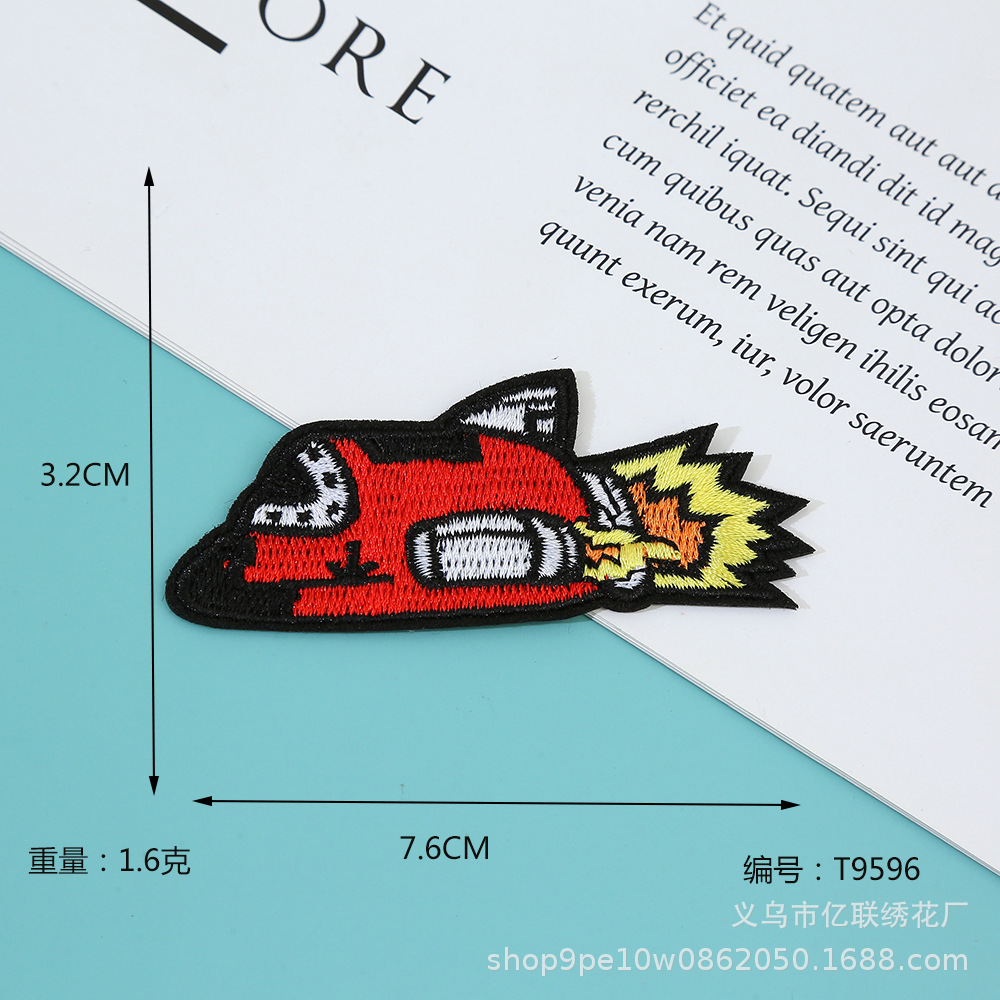 ORE
Et quid quatem aut aut
officiet ea diandi dit id
rerchil iquat. Sequi sint qui
cum quibus quas aut opta dolor
venia nam rem veligen ihilis eosam
quunt exerum, iur, volor saeruntem
3.2CM
7.6CM
重量：1.6克
编号：T9596
义乌市亿联绣花厂
shop9pe10w0862050.1688.com